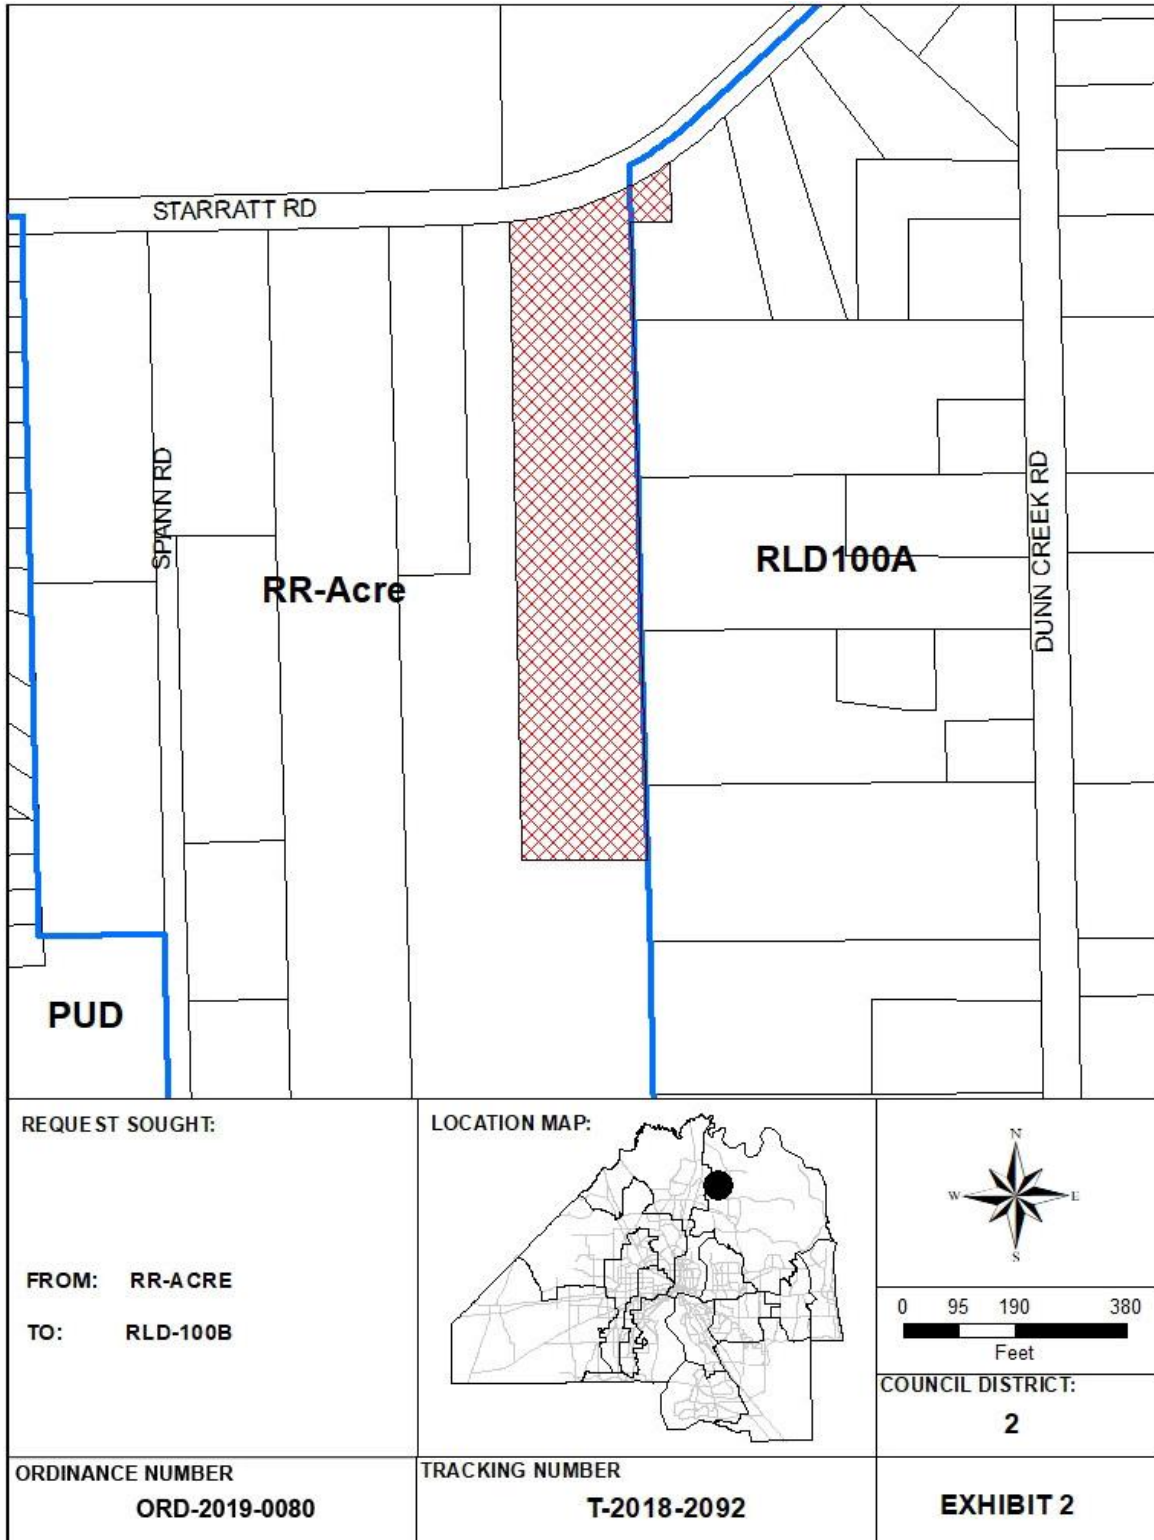 STARRATT RD
SPANN RD
RR-Acre
RLD100A
DUNN CREEK RD
PUD
REQUEST SOUGHT:
FROM: RR-ACRE
TO: RLD-100B
LOCATION MAP:
N
W E
S
0 95 190 380
Feet
COUNCIL DISTRICT:
2
ORDINANCE NUMBER
ORD-2019-0080
TRACKING NUMBER
T-2018-2092
EXHIBIT 2